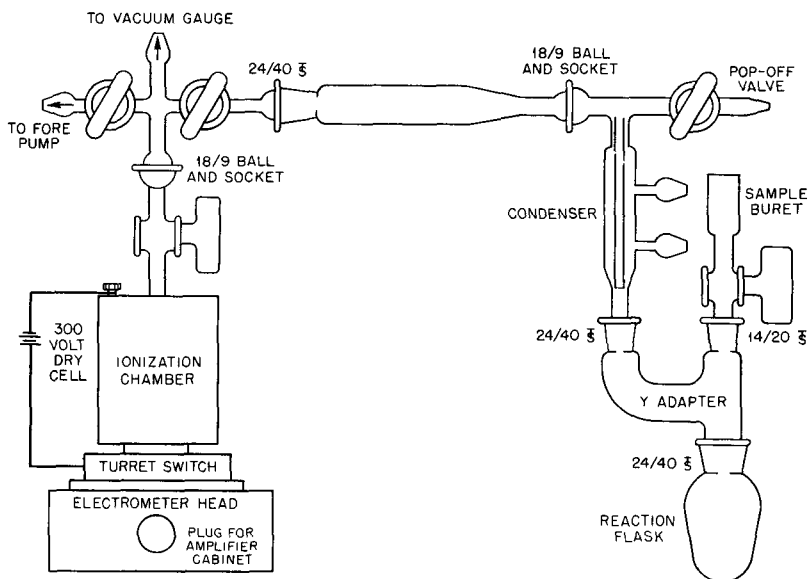 TO VACUUM GAUGE
24/40 ⌶S
18/9 BALL
AND SOCKET
POP-OFF
VALVE
TO FORE
PUMP
18/9 BALL
AND SOCKET
CONDENSER
SAMPLE
BURET
300
VOLT
DRY
CELL
IONIZATION
CHAMBER
24/40 ⌶S
14/20 ⌶S
Y ADAPTER
TURRET SWITCH
24/40 ⌶S
ELECTROMETER HEAD
PLUG FOR
AMPLIFIER
CABINET
REACTION
FLASK